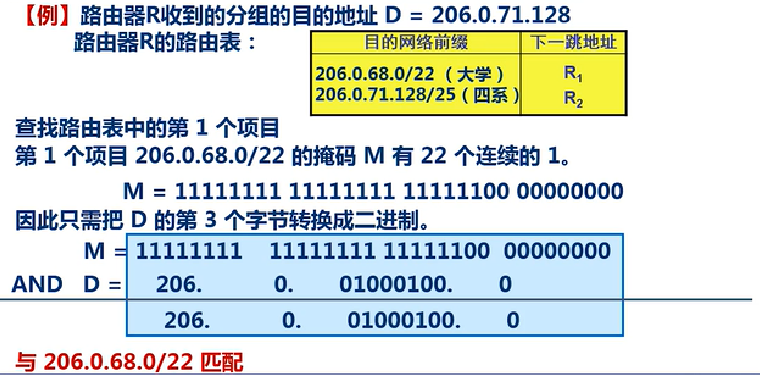 【例】路由器R收到的分组的目的地址 D = 206.0.71.128
路由器R的路由表：
目的网络前缀 下一跳地址
206.0.68.0/22 （大学） R1
206.0.71.128/25（四系） R2
查找路由表中的第 1 个项目
第 1 个项目 206.0.68.0/22 的掩码 M 有 22 个连续的 1。
M = 11111111 11111111 11111100 00000000
因此只需把 D 的第 3 个字节转换成二进制。
M = 11111111 11111111 11111100 00000000
AND D = 206. 0. 01000100. 0
206. 0. 01000100. 0
与 206.0.68.0/22 匹配